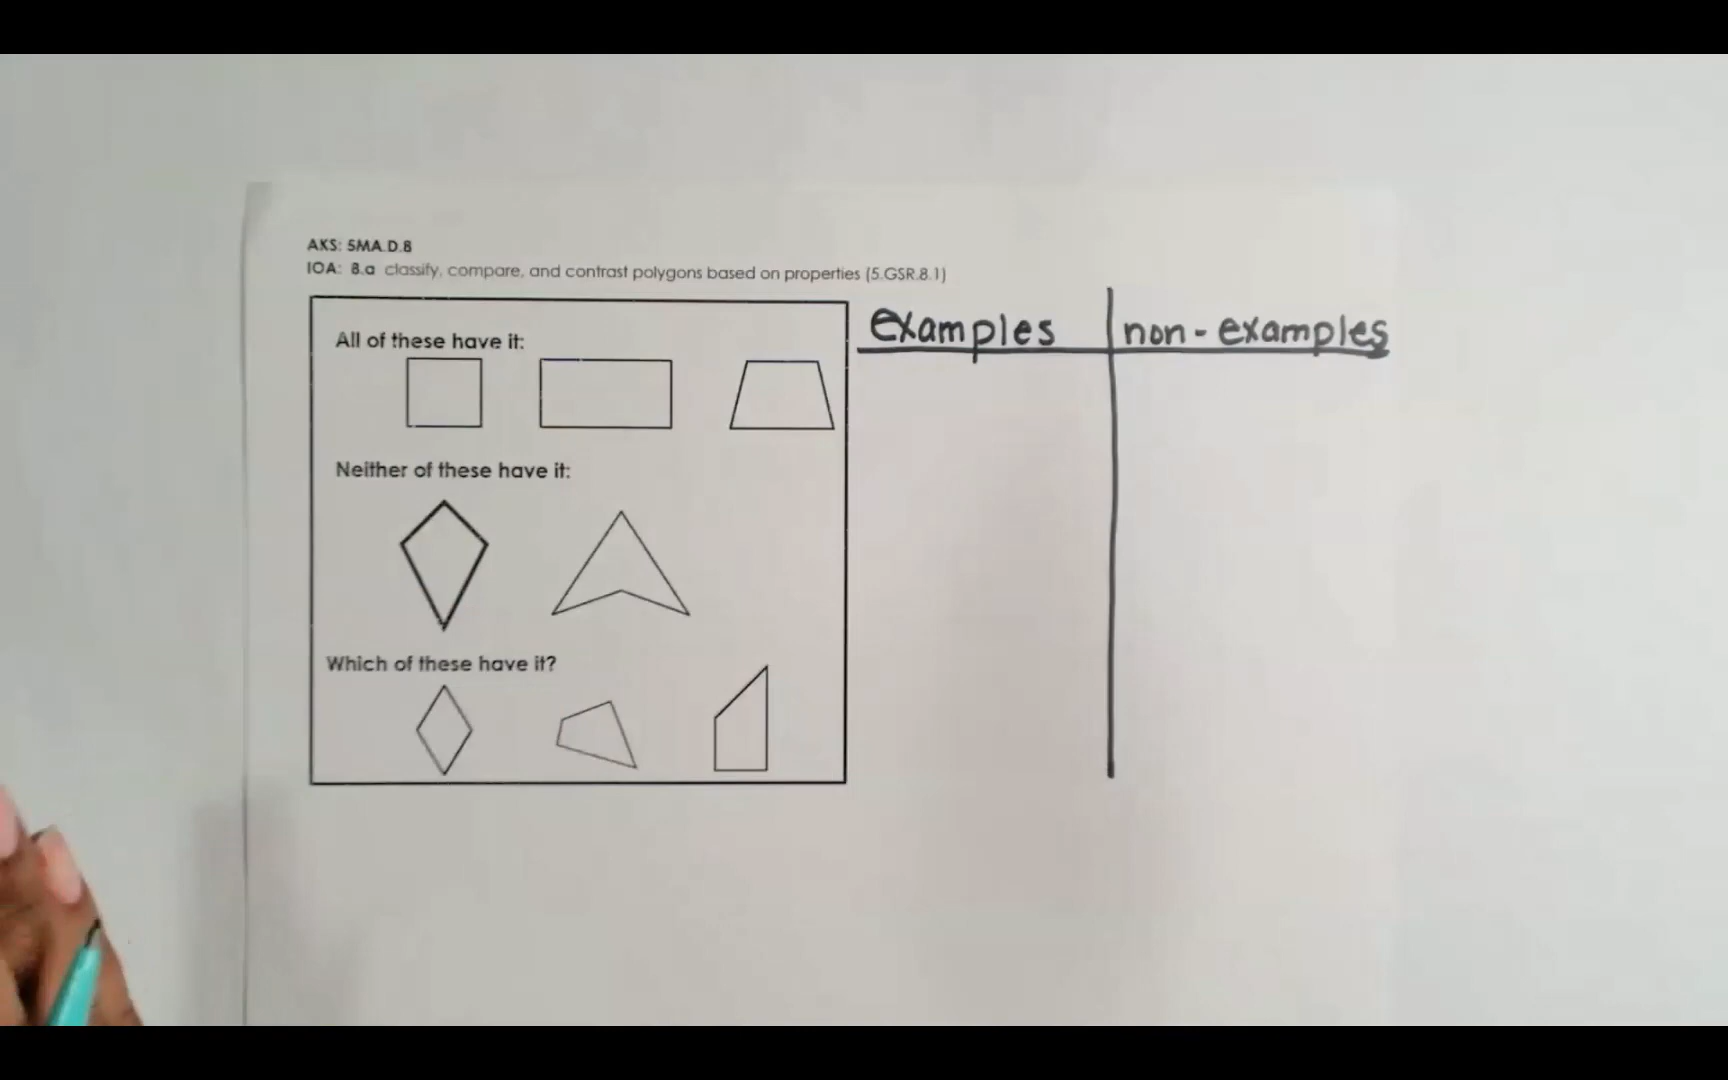 AKS: 5MA.D.8
IOA: 8.a classify, compare, and contrast polygons based on properties (5.GSR.8.1)
All of these have it:
Neither of these have it:
Which of these have it?
examples
non-examples